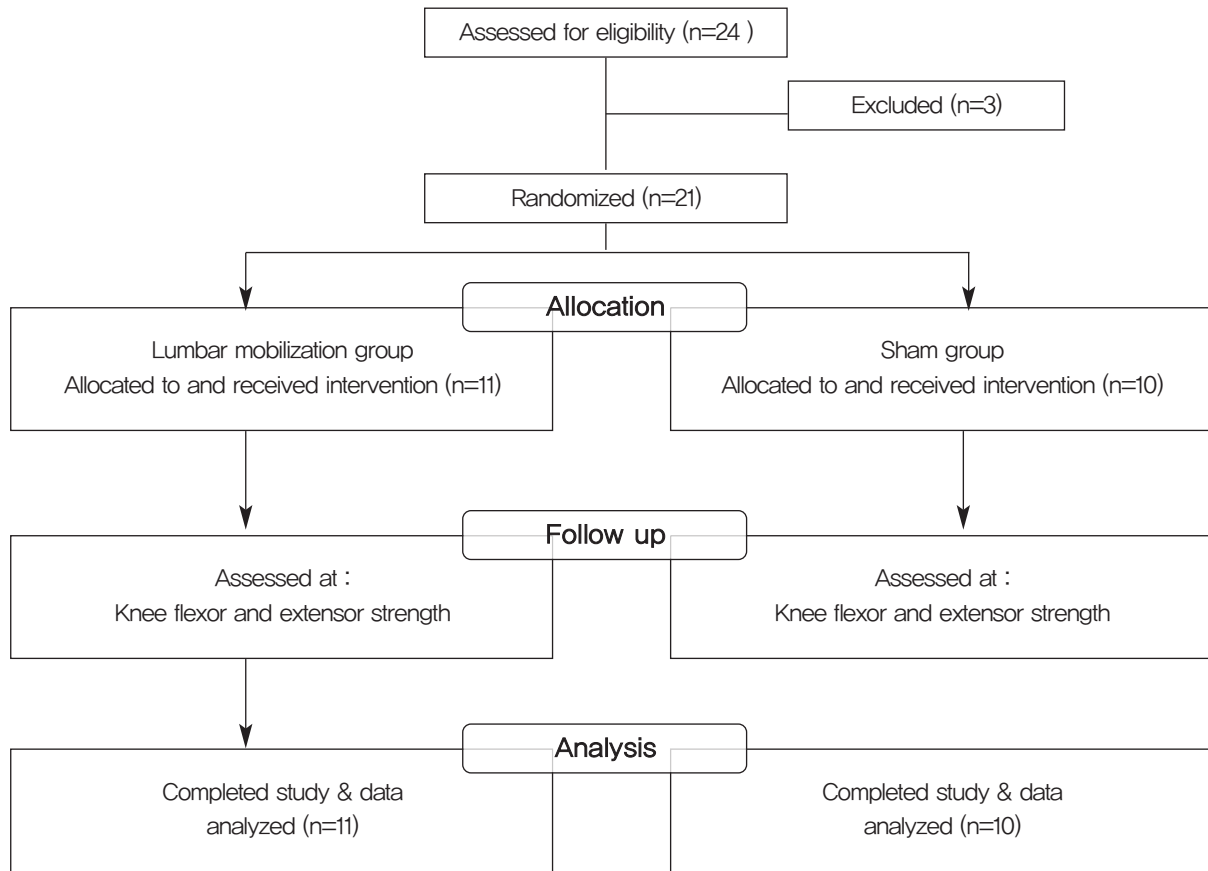 Assessed for eligibility (n=24 )
Excluded (n=3)
Randomized (n=21)
Allocation
Lumbar mobilization group
Allocated to and received intervention (n=11)
Sham group
Allocated to and received intervention (n=10)
Follow up
Assessed at :
Knee flexor and extensor strength
Assessed at :
Knee flexor and extensor strength
Analysis
Completed study & data
analyzed (n=11)
Completed study & data
analyzed (n=10)